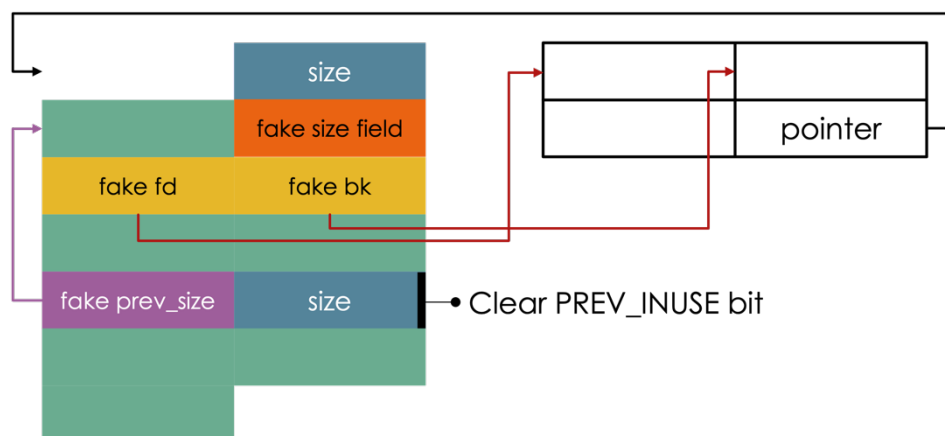 size
fake size field
pointer
fake fd
fake bk
fake prev_size
size
Clear PREV_INUSE bit